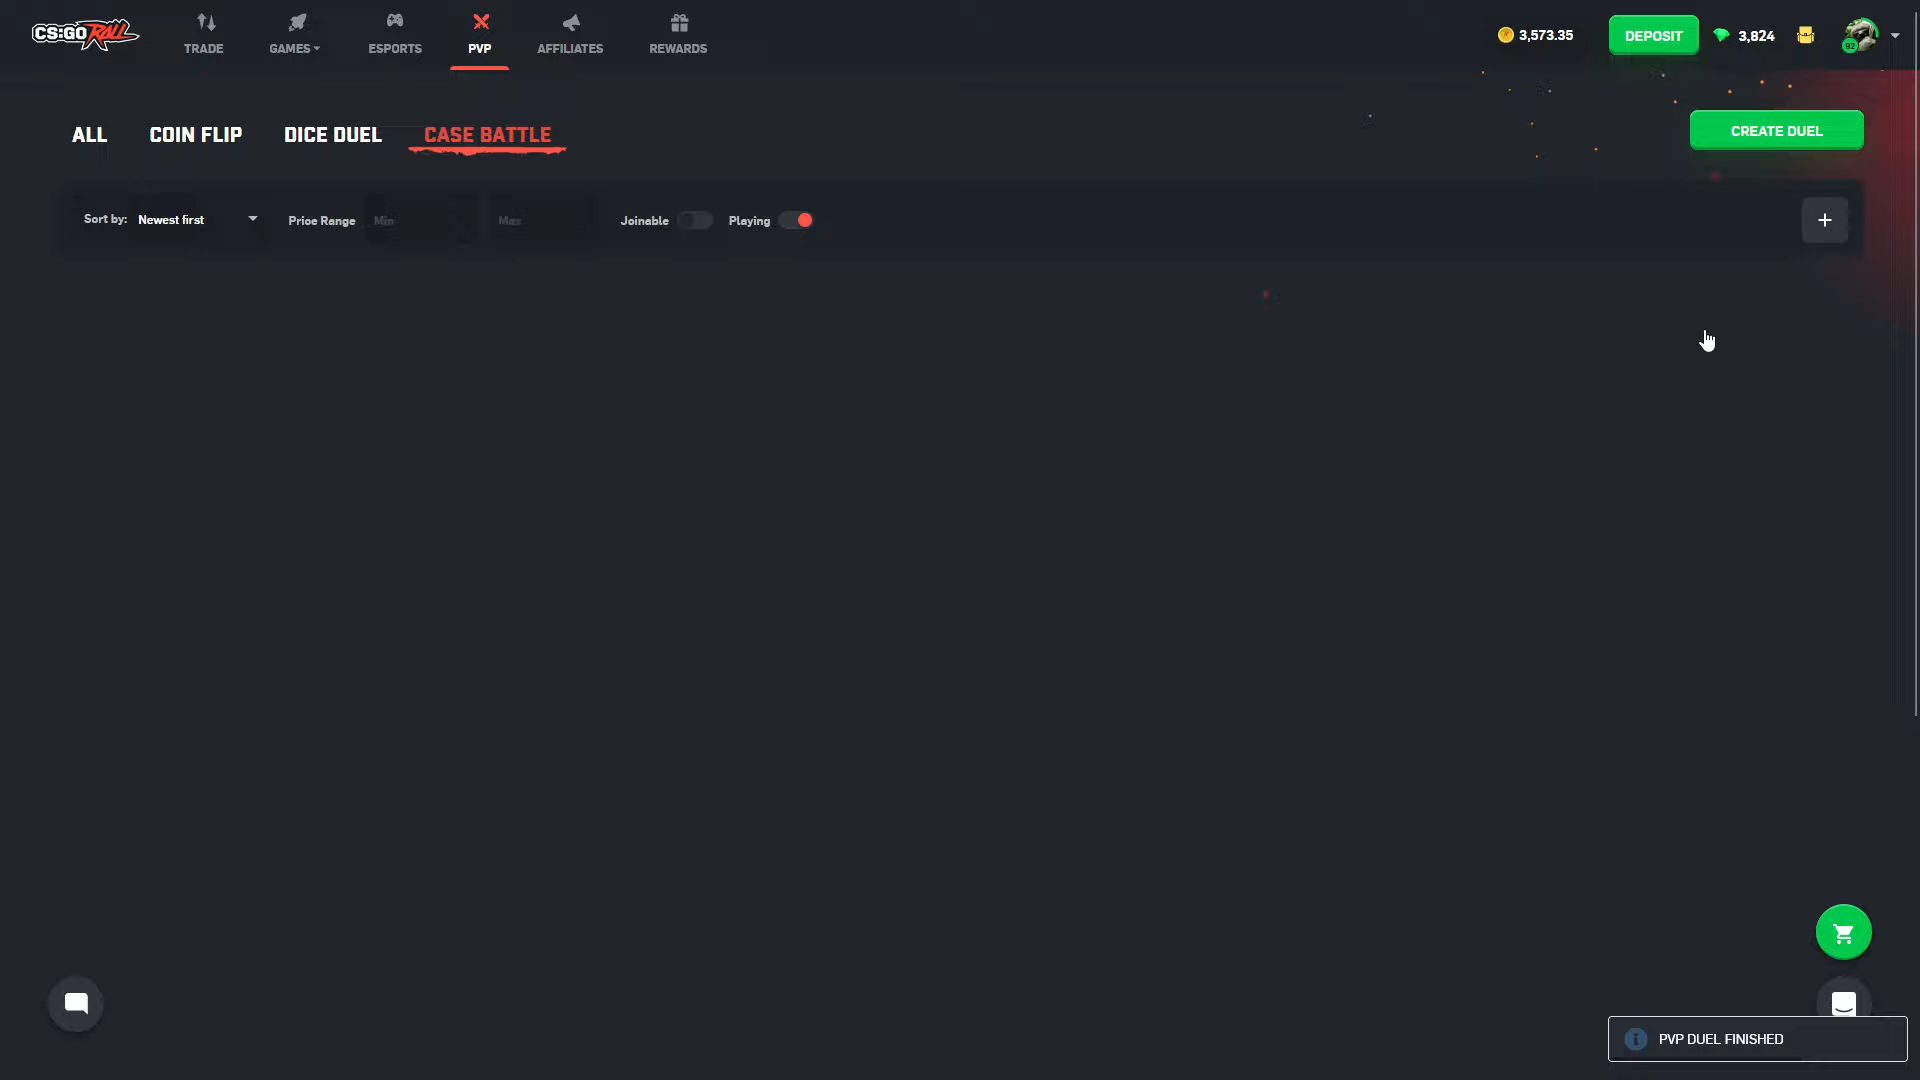 CS:GO ROLL
TRADE GAMES ESPORTS PVP AFFILIATES REWARDS
3,573.35 DEPOSIT 3,824
92
ALL COIN FLIP DICE DUEL CASE BATTLE CREATE DUEL
Sort by: Newest first Price Range Min Max Joinable Playing +
PVP DUEL FINISHED